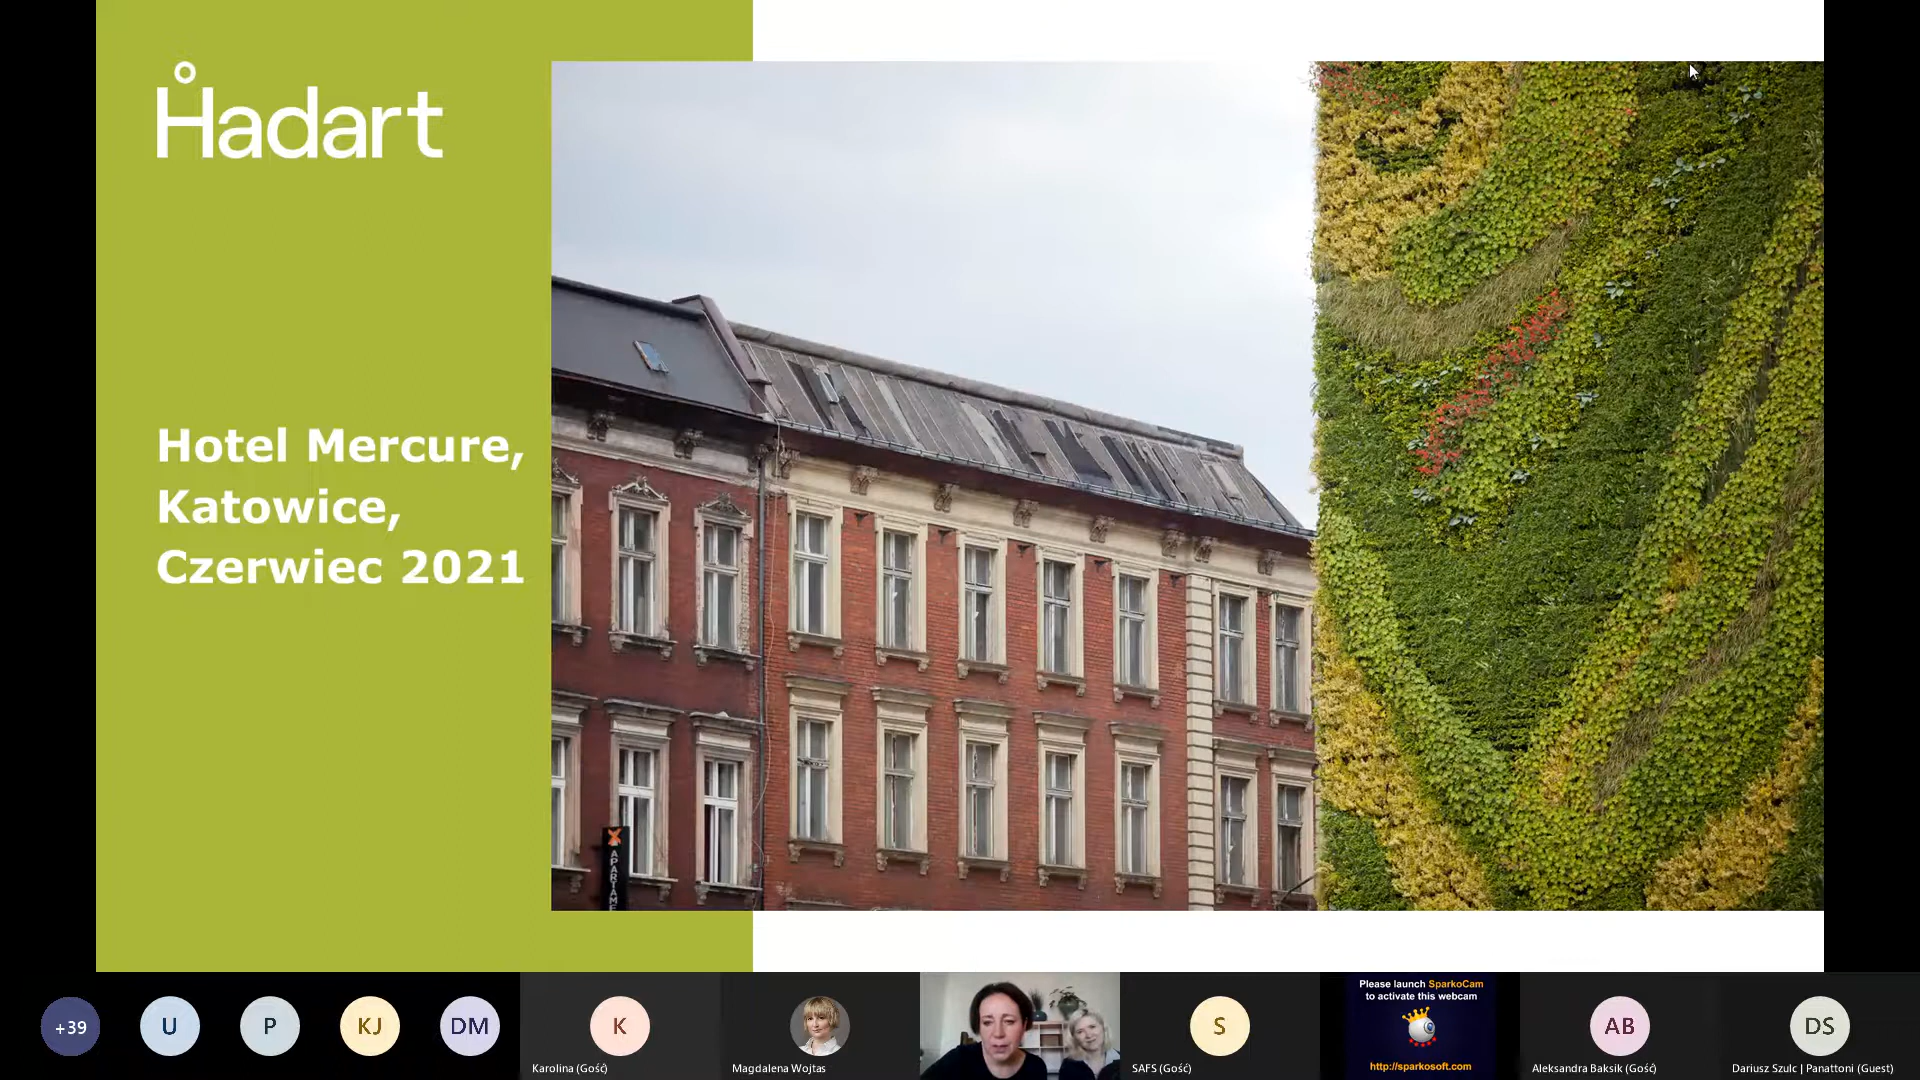 Hadart
Hotel Mercure,
Katowice,
Czerwiec 2021
APARTAME
+39
U
P
KJ
DM
K
Karolina (Gość)
Magdalena Wojtas
S
SAFS (Gość)
Please launch SparkoCam
to activate this webcam
http://sparkosoft.com
AB
Aleksandra Baksik (Gość)
DS
Dariusz Szulc | Panattoni (Guest)